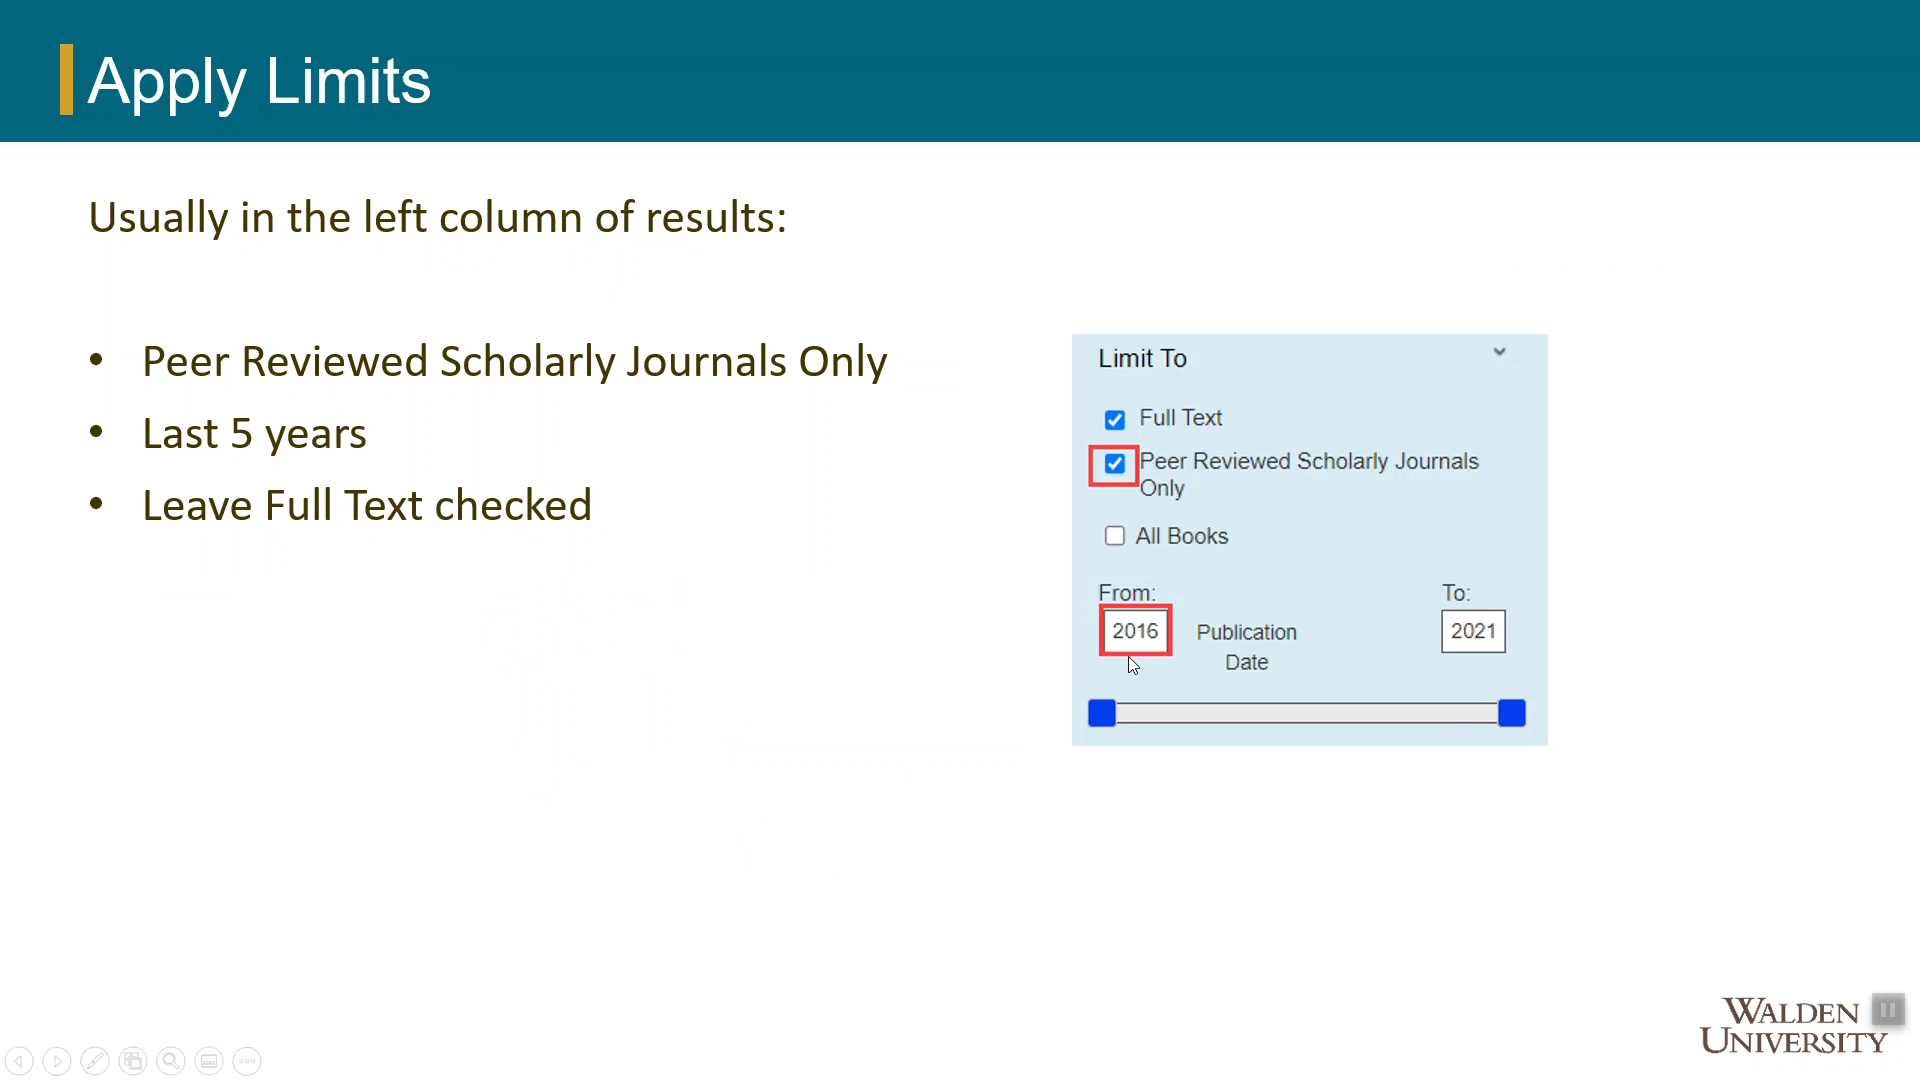 Apply Limits
Usually in the left column of results:
• Peer Reviewed Scholarly Journals Only
• Last 5 years
• Leave Full Text checked
Limit To
Full Text
Peer Reviewed Scholarly Journals
Only
All Books
From:
To:
2016
Publication
Date
2021
WALDEN
UNIVERSITY